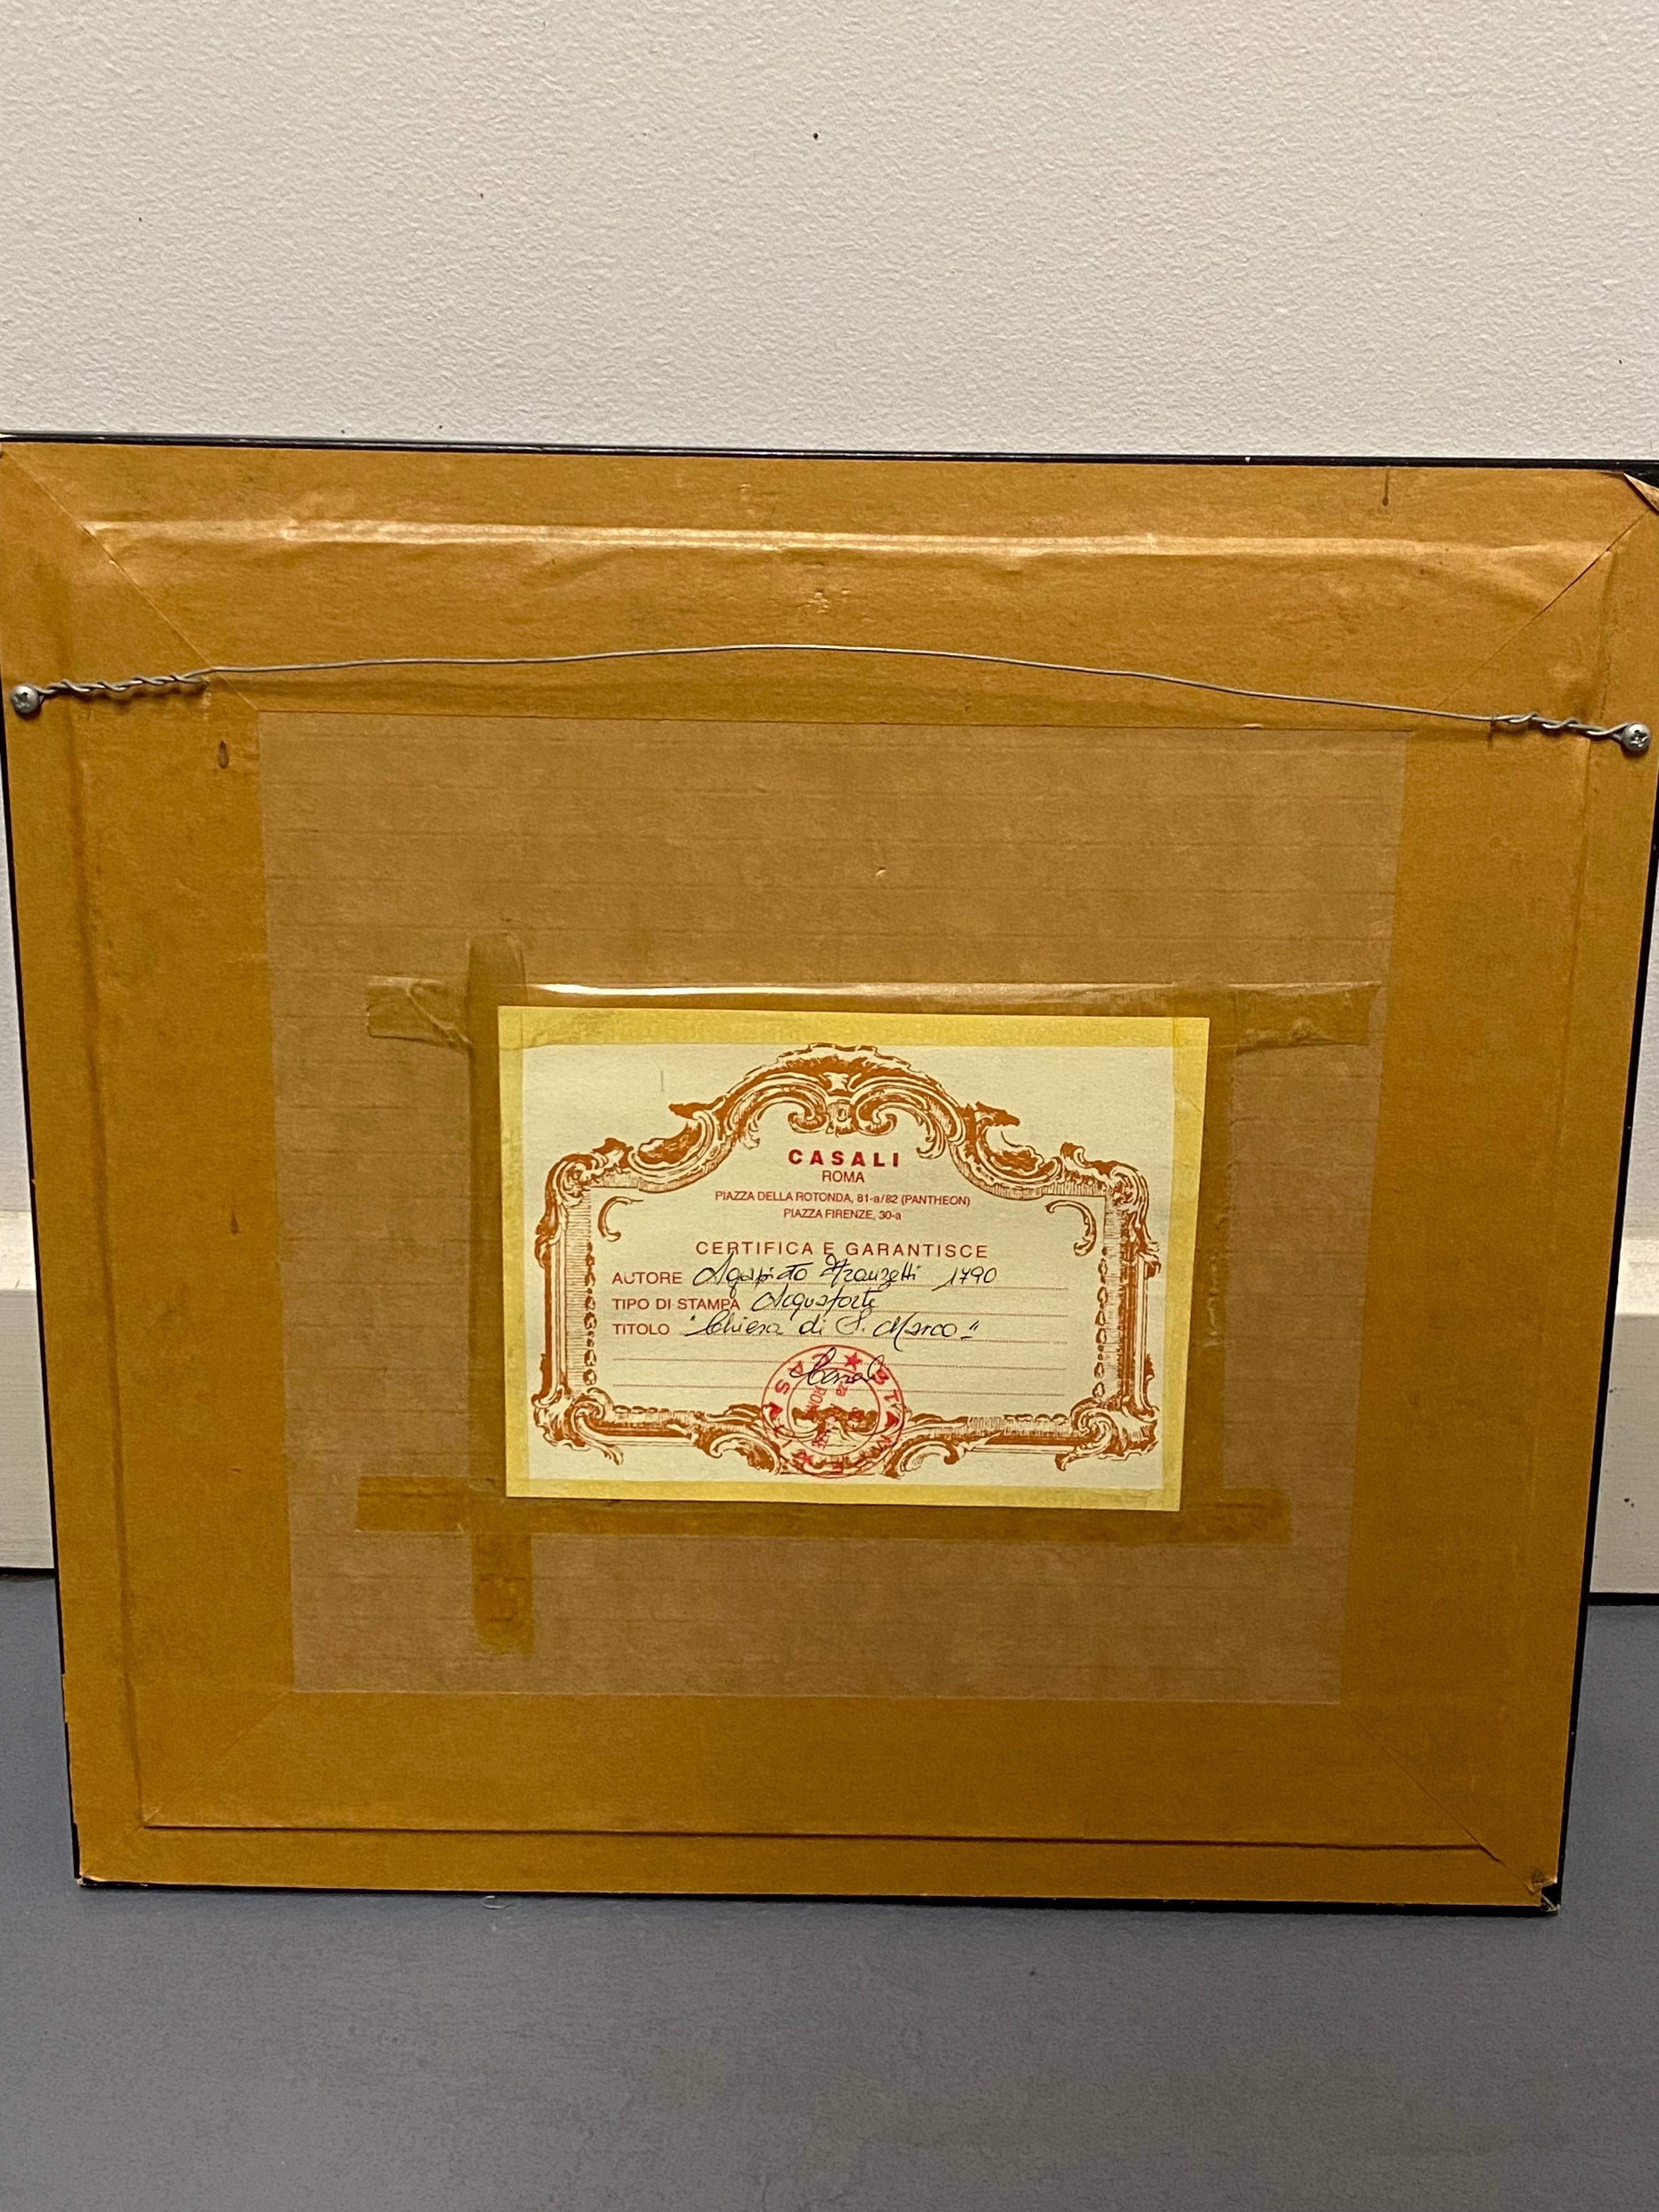 CASALI
ROMA
PIAZZA DELLA ROTONDA, 81-a/82 (PANTHEON)
PIAZZA FIRENZE, 30-a
CERTIFICA E GARANTISCE
AUTORE Agapito Franzetti 1790
TIPO DI STAMPA Acquaforte
TITOLO "Chiesa di S. Marco"
Casali